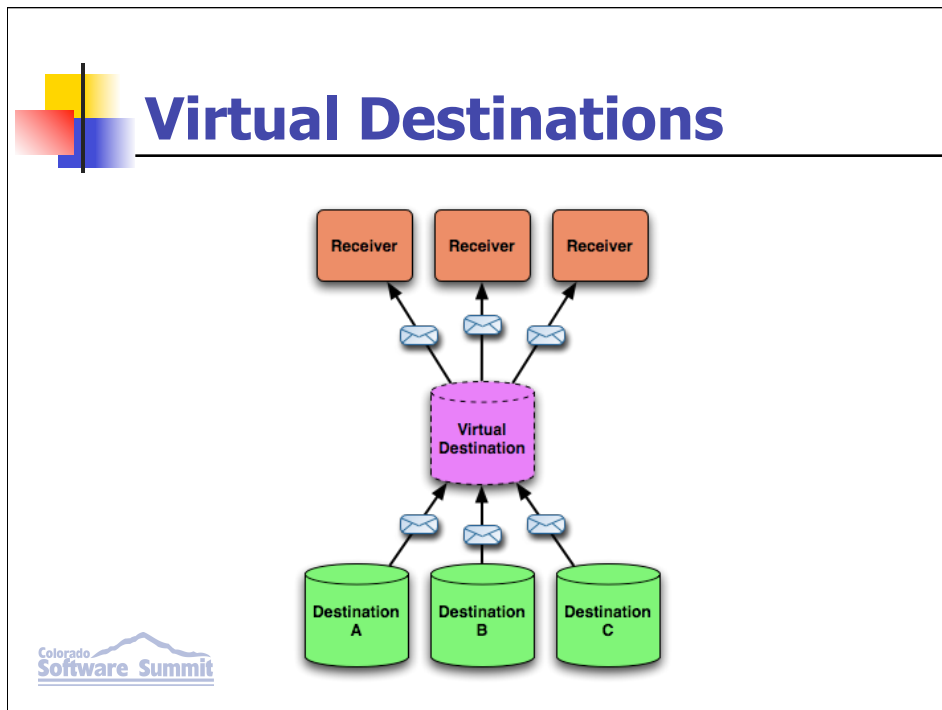 Virtual Destinations
Receiver
Receiver
Receiver
Virtual
Destination
Destination
A
Destination
B
Destination
C
Colorado
Software Summit